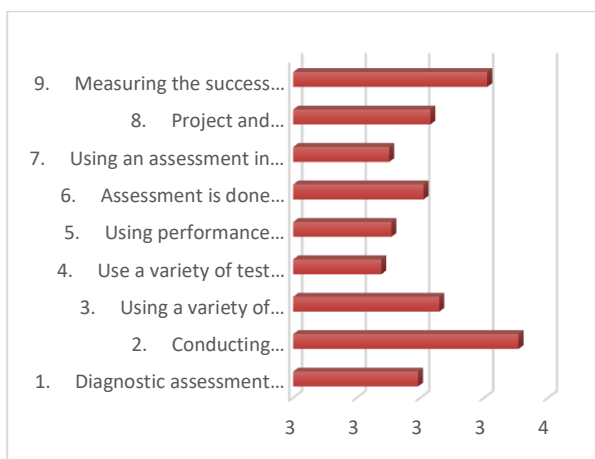 9. Measuring the success…
8. Project and…
7. Using an assessment in…
6. Assessment is done…
5. Using performance…
4. Use a variety of test…
3. Using a variety of…
2. Conducting…
1. Diagnostic assessment…
3 3 3 3 4